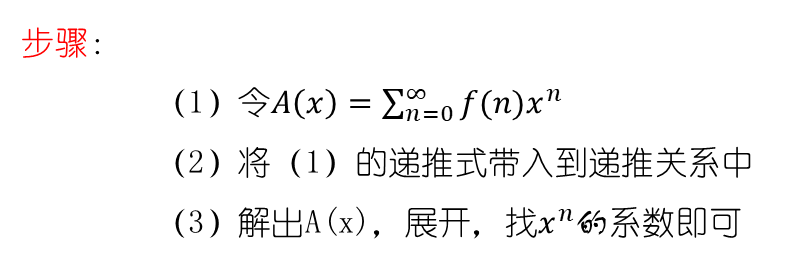 步骤：
（1）令A(x) = ∑_{n=0}^{∞} f(n)x^n
（2）将（1）的递推式带入到递推关系中
（3）解出A(x)，展开，找x^n的系数即可